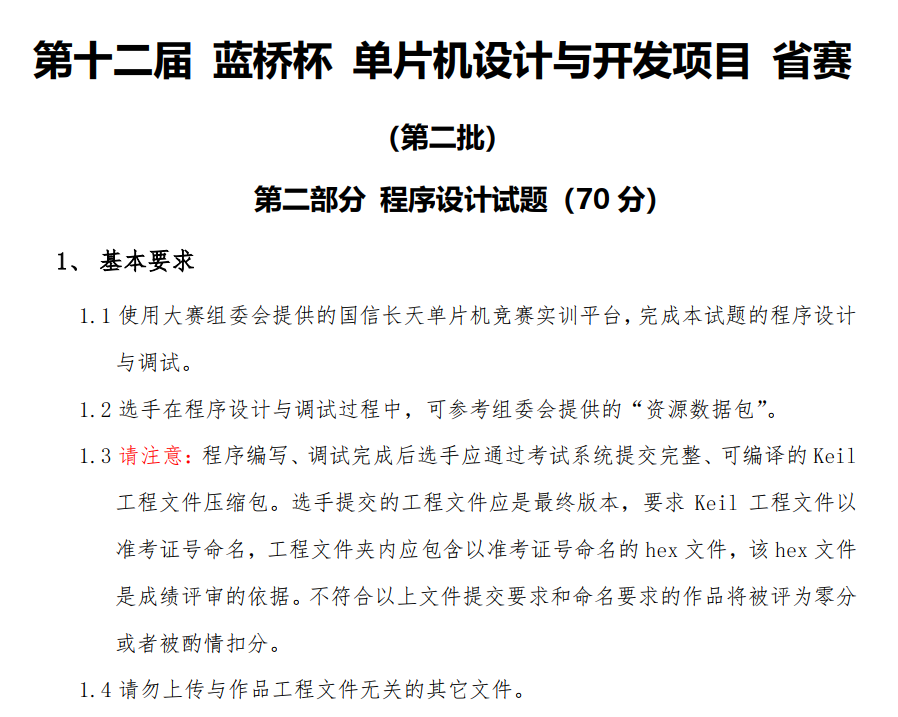 第十二届 蓝桥杯 单片机设计与开发项目 省赛
（第二批）
第二部分 程序设计试题（70 分）
1、 基本要求
1.1 使用大赛组委会提供的国信长天单片机竞赛实训平台，完成本试题的程序设计
与调试。
1.2 选手在程序设计与调试过程中，可参考组委会提供的“资源数据包”。
1.3 请注意：程序编写、调试完成后选手应通过考试系统提交完整、可编译的 Keil
工程文件压缩包。选手提交的工程文件应是最终版本，要求 Keil 工程文件以
准考证号命名，工程文件夹内应包含以准考证号命名的 hex 文件，该 hex 文件
是成绩评审的依据。不符合以上文件提交要求和命名要求的作品将被评为零分
或者被酌情扣分。
1.4 请勿上传与作品工程文件无关的其它文件。